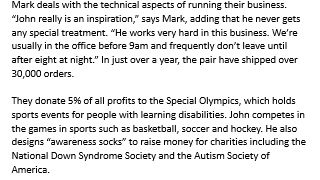 Mark deals with the technical aspects of running their business.
“John really is an inspiration,” says Mark, adding that he never gets
any special treatment. “He works very hard in this business. We’re
usually in the office before 9am and frequently don’t leave until
after eight at night.” In just over a year, the pair have shipped over
30,000 orders.

They donate 5% of all profits to the Special Olympics, which holds
sports events for people with learning disabilities. John competes in
the games in sports such as basketball, soccer and hockey. He also
designs “awareness socks” to raise money for charities including the
National Down Syndrome Society and the Autism Society of
America.